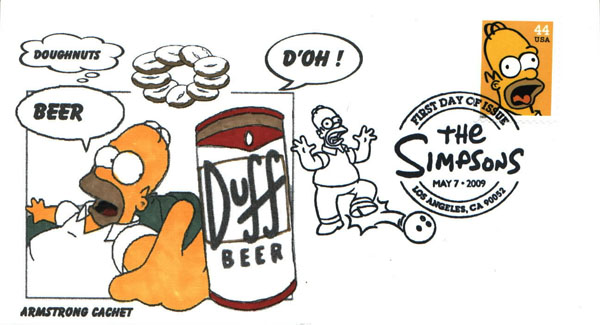 DOUGHNUTS
D'OH !
BEER
Duff
BEER
ARMSTRONG CACHET
44
USA
FIRST DAY OF ISSUE
THE
SIMPSONS
MAY 7 • 2009
LOS ANGELES, CA 90052